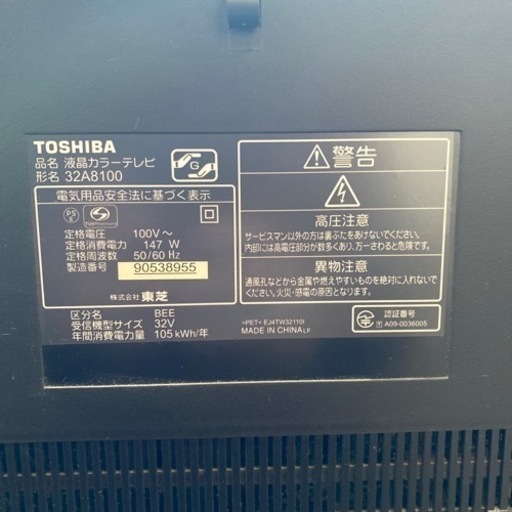 TOSHIBA
品名 液晶カラーテレビ
形名 32A8100
G
電気用品安全法に基づく表示
PS
E
S
定格電圧 100V～
定格消費電力 147 W
定格周波数 50/60 Hz
製造番号 90538955
株式会社 東芝
区分名 BEE
受信機型サイズ 32V
年間消費電力量 105 kWh/年
警告
高圧注意
サービスマン以外の方は裏ぶたをあけないでください。
内部には高電圧部分が数多くあり、万一さわると危険です。
異物注意
通風孔などから金属や燃えやすいものを絶対に入れない
でください。火災・感電の原因となります。
>PET< EJ4TW32110I
MADE IN CHINA LF
認証番号
T A09-0036005